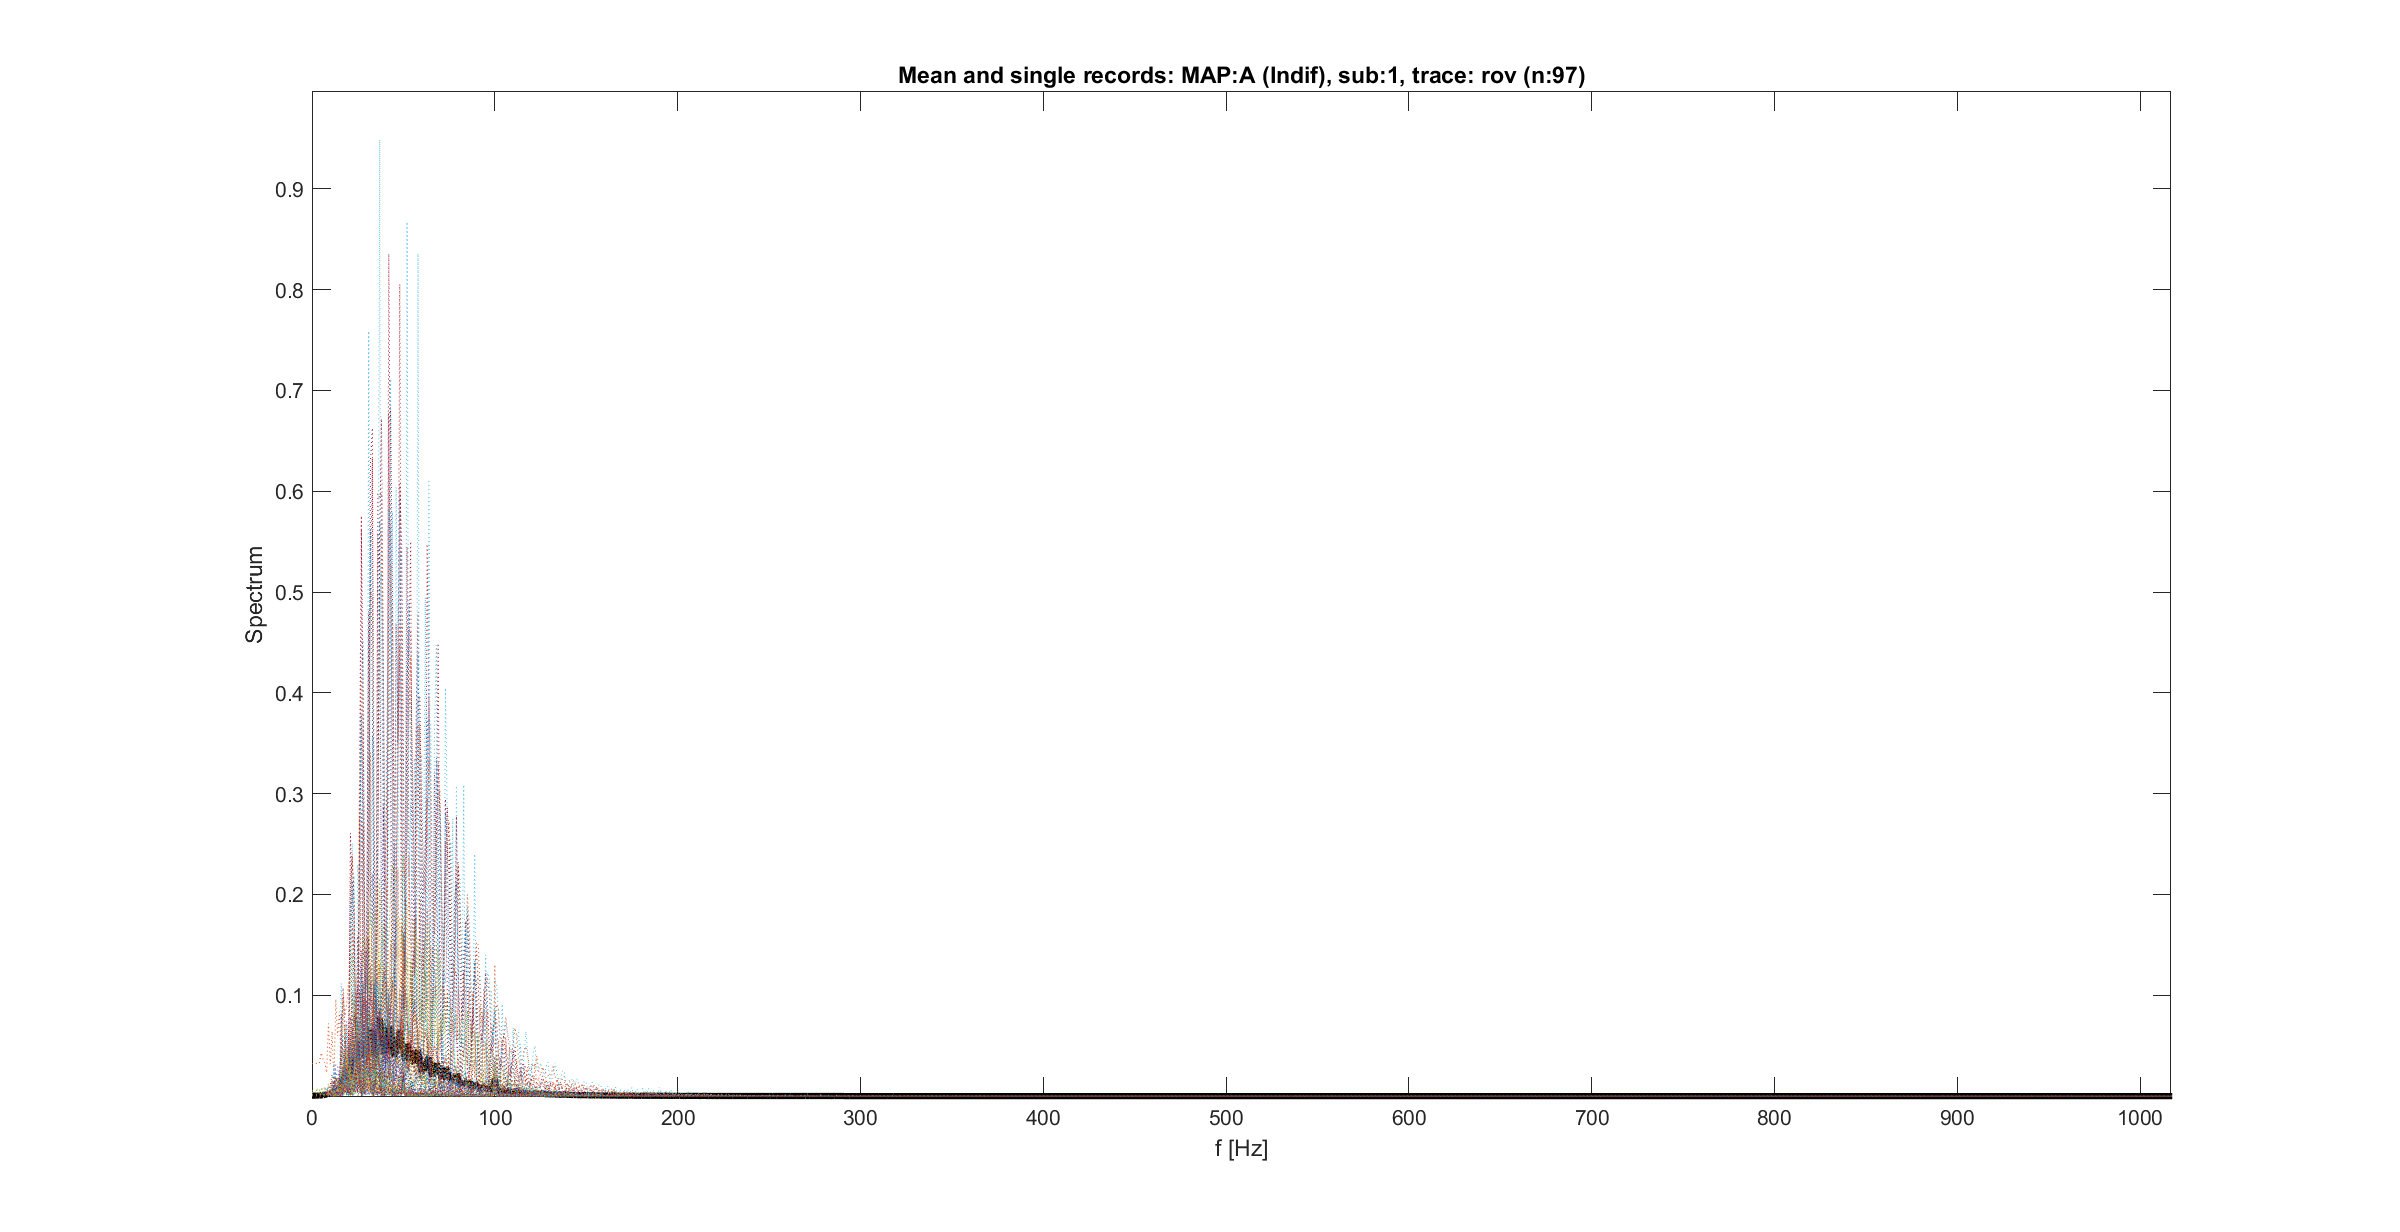 Mean and single records: MAP:A (Indif), sub:1, trace: rov (n:97)
0.9
0.8
0.7
0.6
0.5
0.4
0.3
0.2
0.1
Spectrum
0 100 200 300 400 500 600 700 800 900 1000
f [Hz]